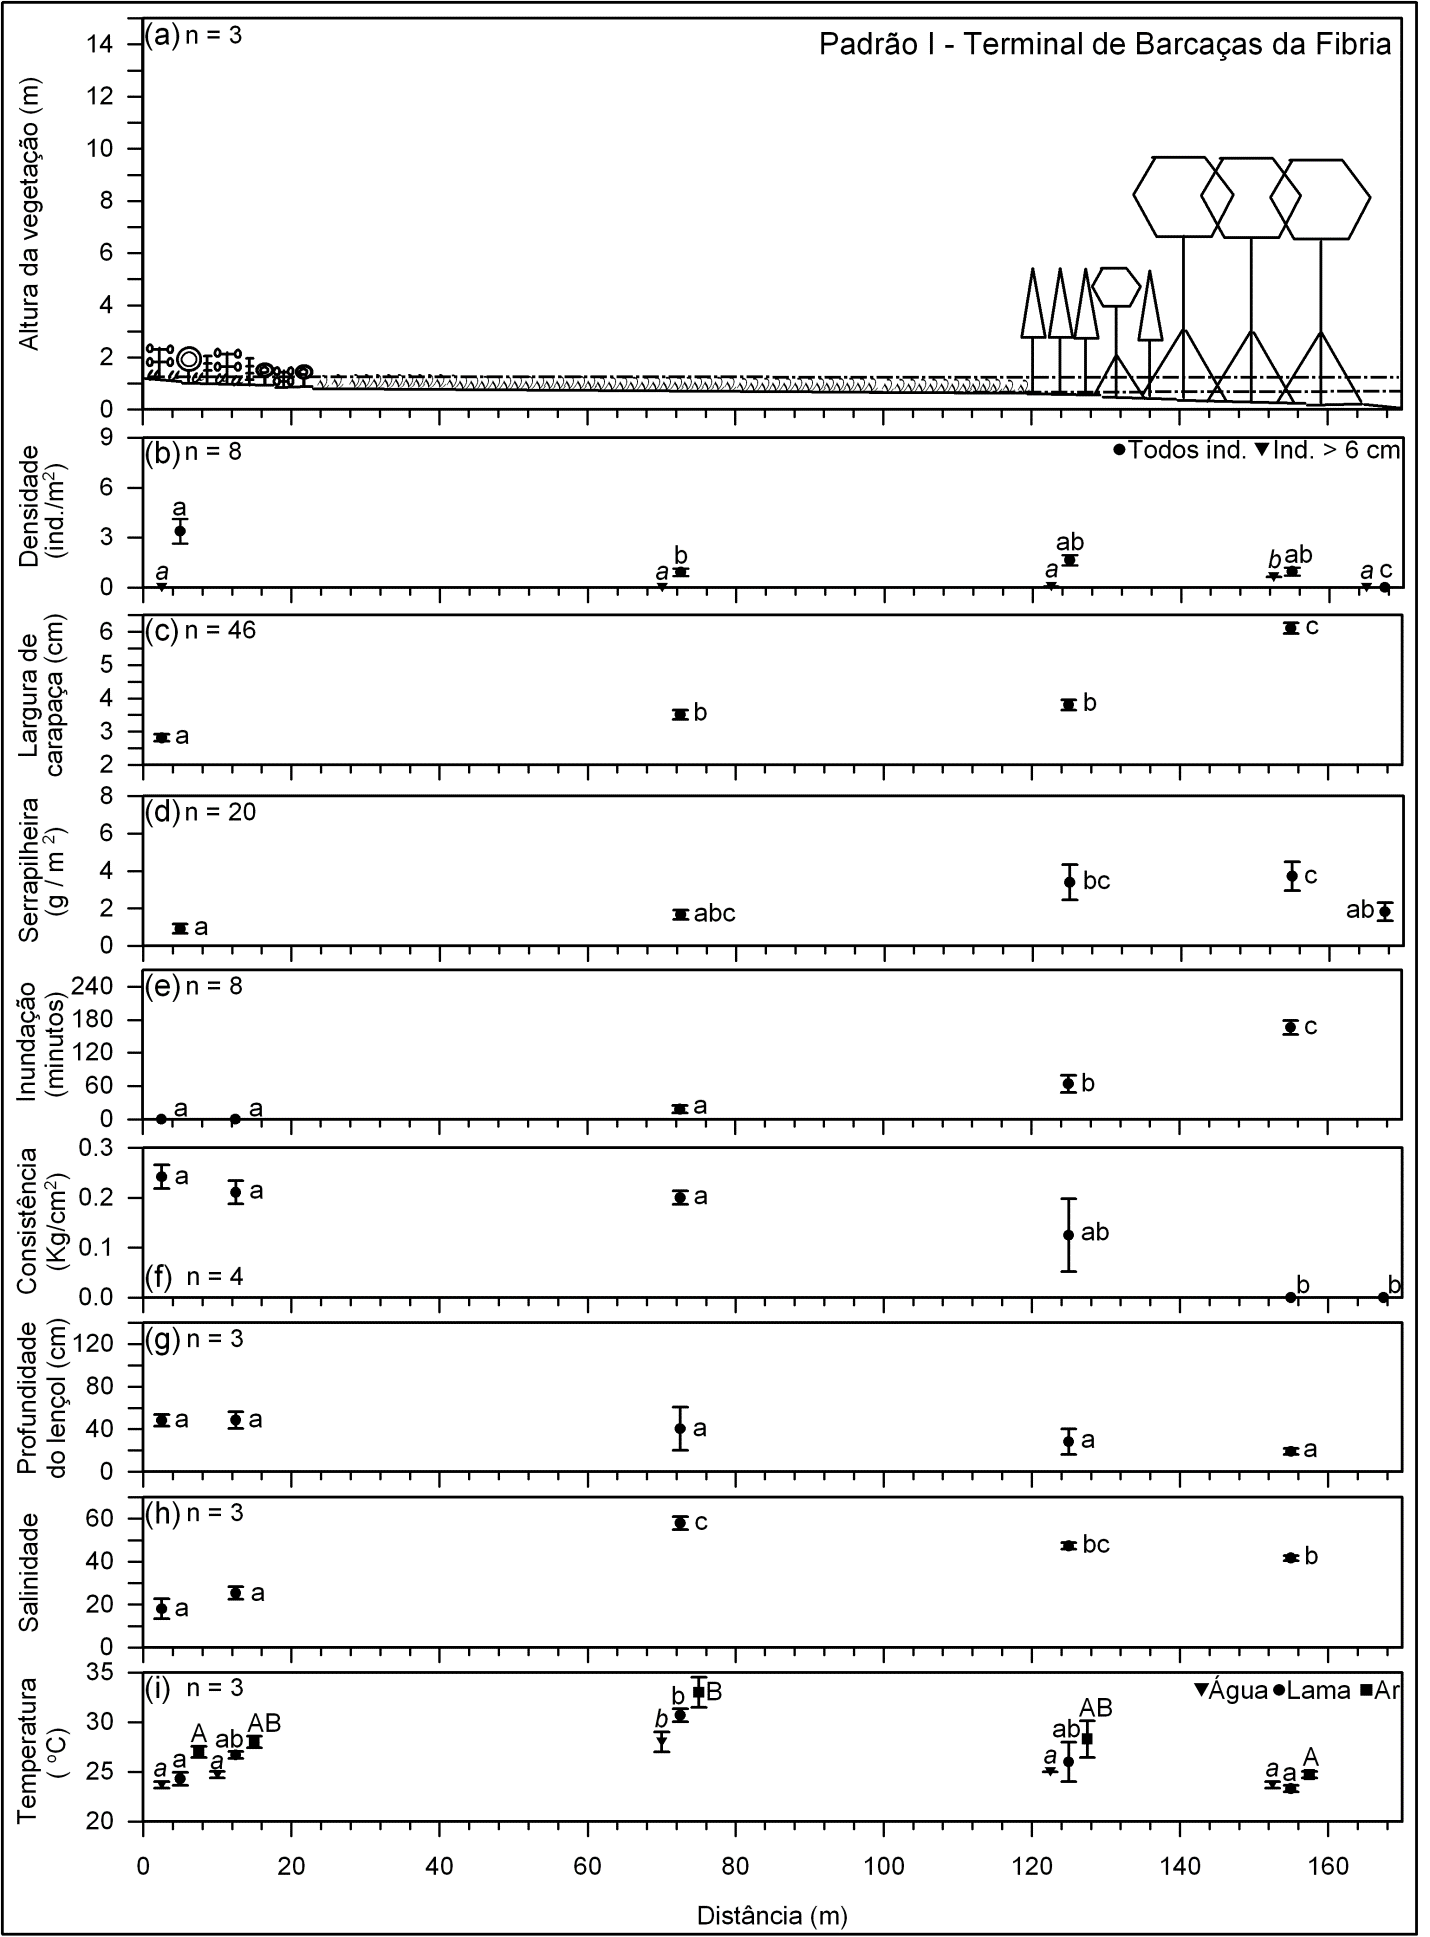 (a) n = 3
Padrão I - Terminal de Barcaças da Fibria
Altura da vegetação (m)
14
12
10
8
6
4
2
0
(b) n = 8
● Todos ind. ▼ Ind. > 6 cm
Densidade
(ind./m²)
9
6
3
0
a
a
a
b
a
ab
b
ab
a
c
(c) n = 46
Largura de
carapaça (cm)
6
5
4
3
2
a
b
b
c
(d) n = 20
Serrapilheira
(g / m ²)
8
6
4
2
0
a
abc
bc
c
ab
(e) n = 8
Inundação
(minutos)
240
180
120
60
0
a
a
a
b
c
Consistência
(Kg/cm²)
0.3
0.2
0.1
0.0
a
a
a
ab
b
b
(f) n = 4
(g) n = 3
Profundidade
do lençol (cm)
120
80
40
0
a
a
a
a
a
(h) n = 3
Salinidade
60
40
20
0
a
a
c
bc
b
(i) n = 3
▼ Água ● Lama ■ Ar
Temperatura
( ºC)
35
30
25
20
a
a
A
a
ab
AB
b
b
B
a
ab
AB
a
a
A
0 20 40 60 80 100 120 140 160
Distância (m)